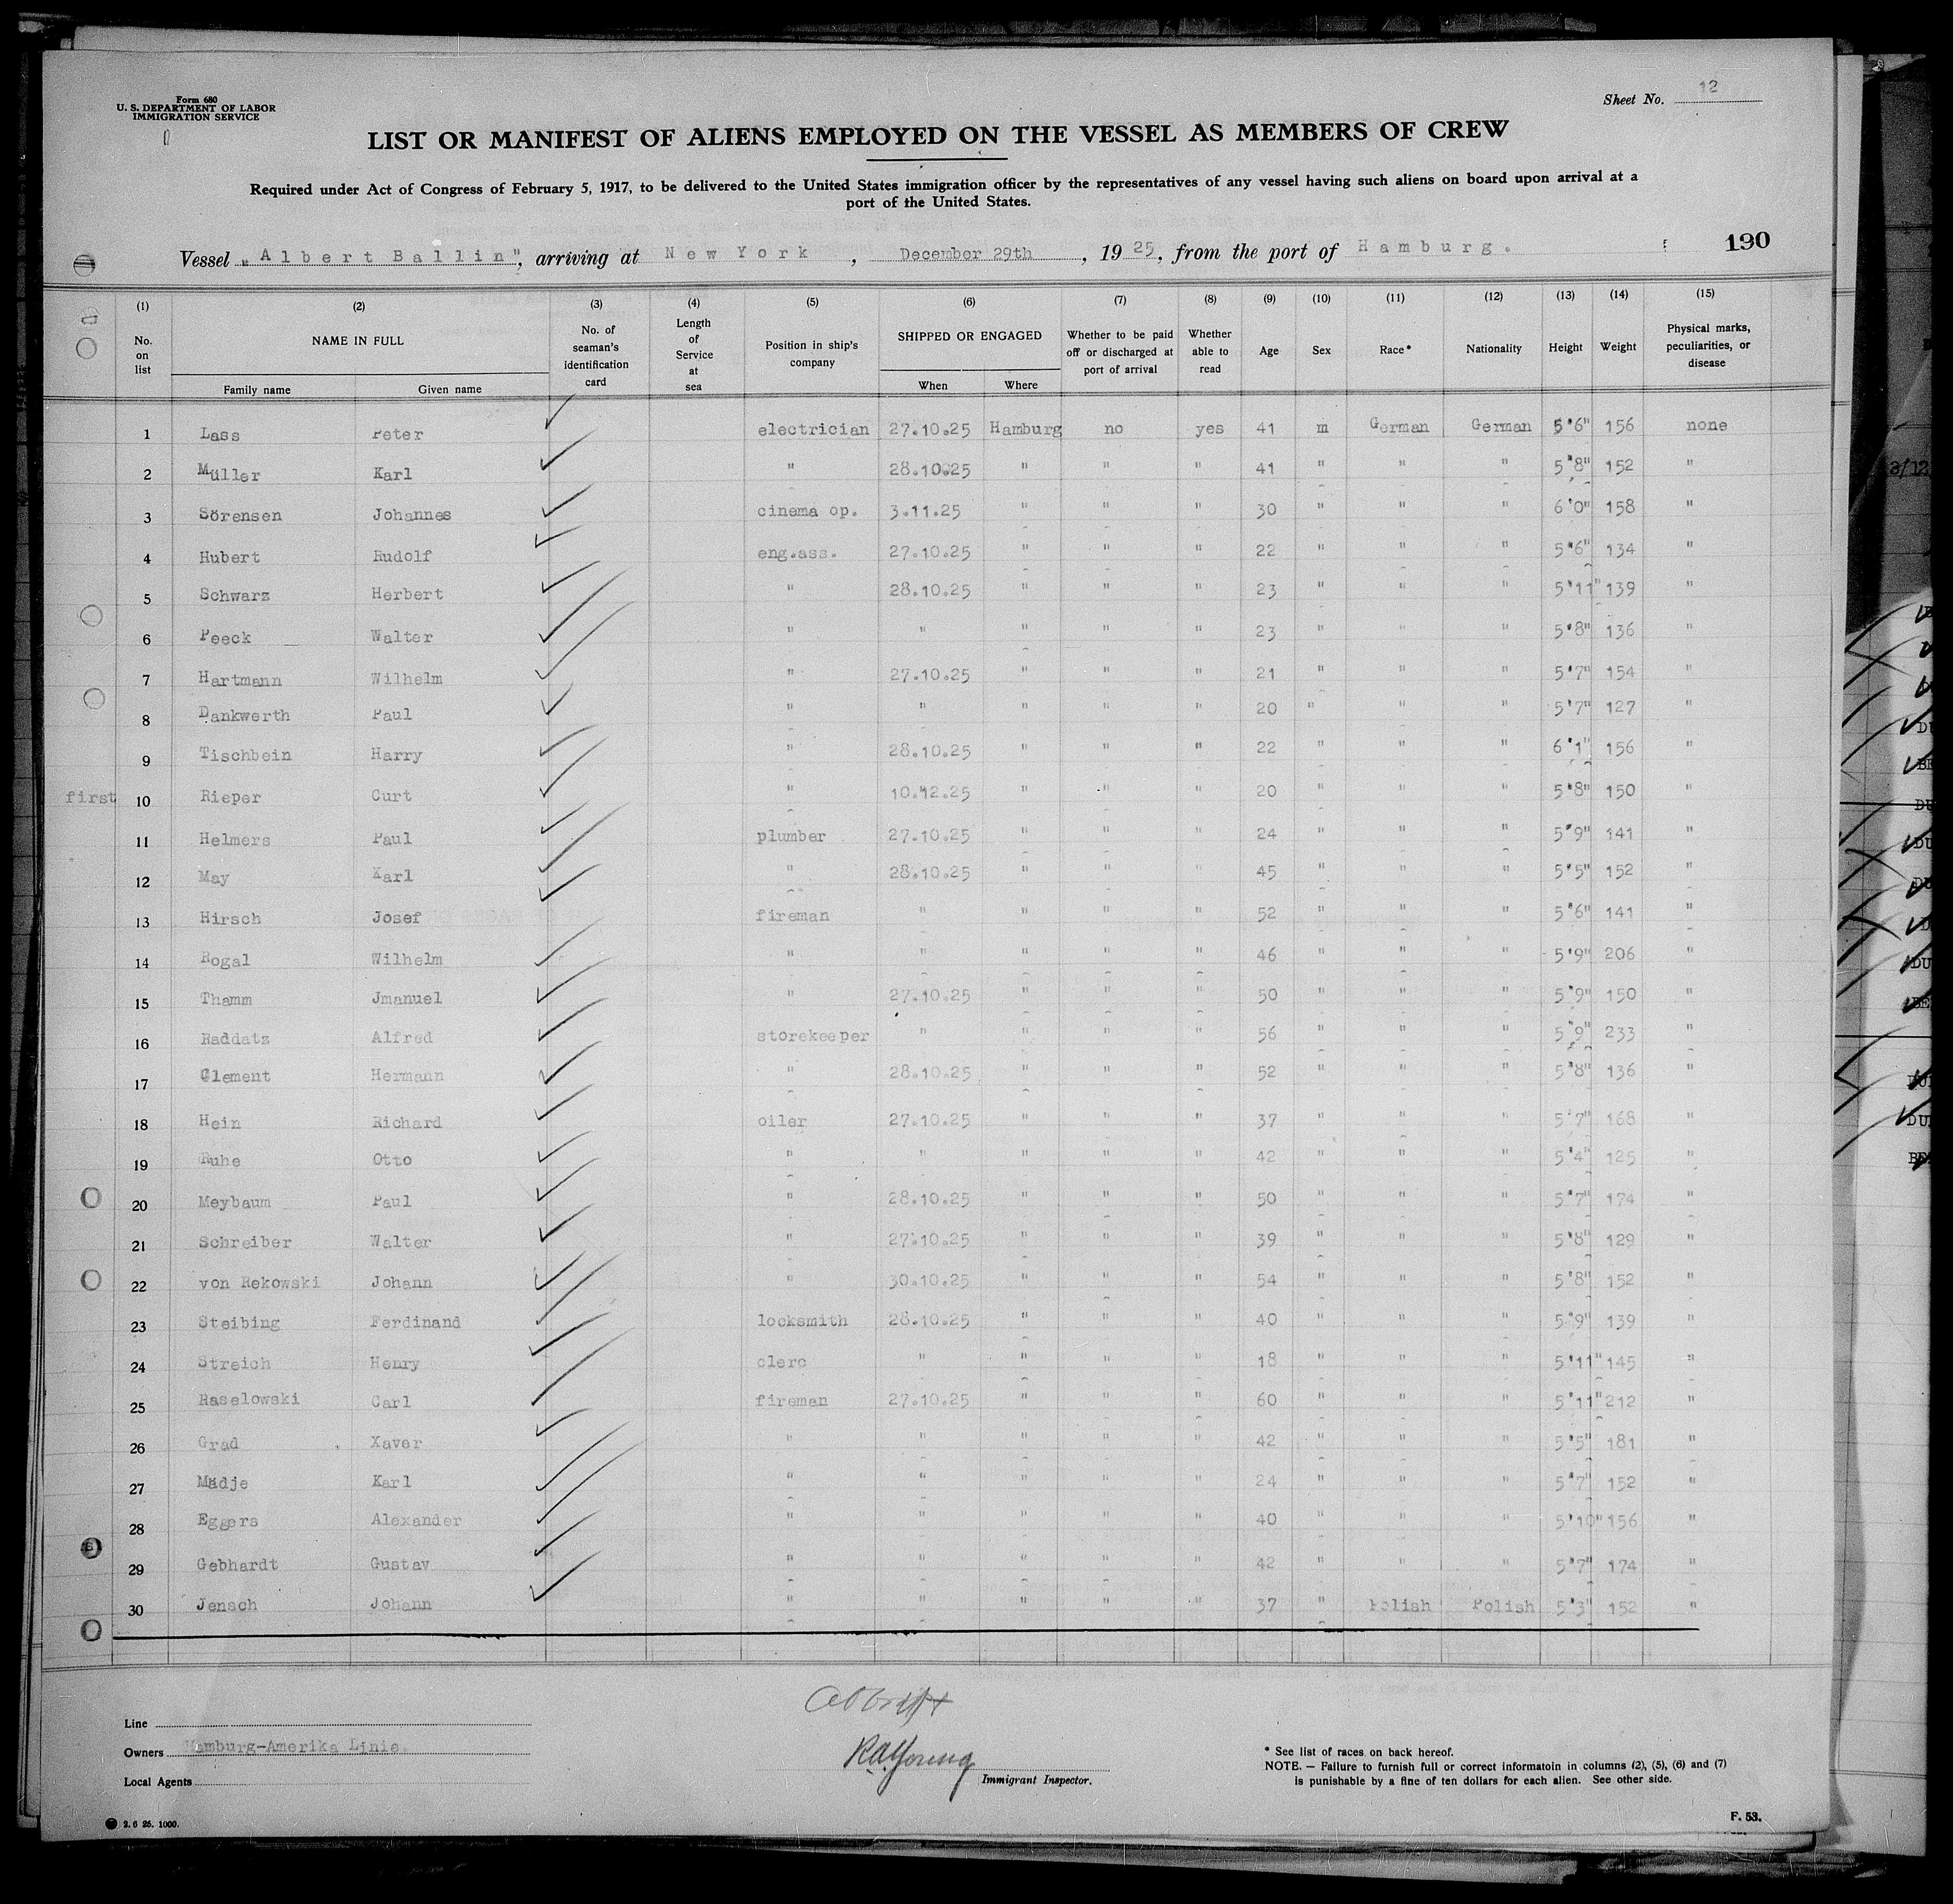 Form 680
U. S. DEPARTMENT OF LABOR
IMMIGRATION SERVICE
Sheet No. 12
LIST OR MANIFEST OF ALIENS EMPLOYED ON THE VESSEL AS MEMBERS OF CREW
Required under Act of Congress of February 5, 1917, to be delivered to the United States immigration officer by the representatives of any vessel having such aliens on board upon arrival at a
port of the United States.
Vessel „Albert Ballin", arriving at New York, December 29th, 1925, from the port of Hamburg. 190
(1) (2) (3) (4) (5) (6) (7) (8) (9) (10) (11) (12) (13) (14) (15)
No. on list NAME IN FULL Family name Given name No. of seaman's identification card Length of Service at sea Position in ship's company SHIPPED OR ENGAGED When Where Whether to be paid off or discharged at port of arrival Whether able to read Age Sex Race* Nationality Height Weight Physical marks, peculiarities, or disease
1 Lass Peter electrician 27.10.25 Hamburg no yes 41 m German German 5'6" 156 none
2 Müller Karl " 28.10.25 " " " 41 " " " 5'8" 152 "
3 Sörensen Johannes cinema op. 3.11.25 " " " 30 " " " 6'0" 158 "
4 Hubert Rudolf eng.ass. 27.10.25 " " " 22 " " " 5'6" 134 "
5 Schwarz Herbert " 28.10.25 " " " 23 " " " 5'11" 139 "
6 Peeck Walter " " " " " 23 " " " 5'8" 136 "
7 Hartmann Wilhelm " 27.10.25 " " " 21 " " " 5'7" 154 "
8 Dankwerth Paul " " " " " 20 " " " 5'7" 127 "
9 Tischbein Harry " 28.10.25 " " " 22 " " " 6'1" 156 "
first 10 Rieper Curt " 10.12.25 " " " 20 " " " 5'8" 150 "
11 Helmers Paul plumber 27.10.25 " " " 24 " " " 5'9" 141 "
12 May Karl " 28.10.25 " " " 45 " " " 5'5" 152 "
13 Hirsch Josef fireman " " " " 52 " " " 5'6" 141 "
14 Rogal Wilhelm " " " " " 46 " " " 5'9" 206 "
15 Thamm Jmanuel " 27.10.25 " " " 50 " " " 5'9" 150 "
16 Raddatz Alfred storekeeper " " " " 56 " " " 5'9" 233 "
17 Clement Hermann " 28.10.25 " " " 52 " " " 5'8" 136 "
18 Hein Richard oiler 27.10.25 " " " 37 " " " 5'7" 168 "
19 Ruhe Otto " " " " " 42 " " " 5'4" 125 "
20 Meybaum Paul " 28.10.25 " " " 50 " " " 5'7" 174 "
21 Schreiber Walter " 27.10.25 " " " 39 " " " 5'8" 129 "
22 von Rekowski Johann " 30.10.25 " " " 54 " " " 5'8" 152 "
23 Steibing Ferdinand locksmith 28.10.25 " " " 40 " " " 5'9" 139 "
24 Streich Henry clerc " " " " 18 " " " 5'11" 145 "
25 Raselowski Carl fireman 27.10.25 " " " 60 " " " 5'11" 212 "
26 Grad Xaver " " " " " 42 " " " 5'5" 181 "
27 Mädje Karl " " " " " 24 " " " 5'7" 152 "
28 Eggers Alexander " " " " " 40 " " " 5'10" 156 "
29 Gebhardt Gustav " " " " " 42 " " " 5'7" 174 "
30 Jensch Johann " " " " " 37 " Polish Polish 5'3" 152 "
Line
Owners Hamburg-Amerika Linie.
Local Agents
R.A. Young
Immigrant Inspector.
* See list of races on back hereof.
NOTE. — Failure to furnish full or correct informatoin in columns (2), (5), (6) and (7)
is punishable by a fine of ten dollars for each alien. See other side.
2. 6 25. 1000.
F. 53.